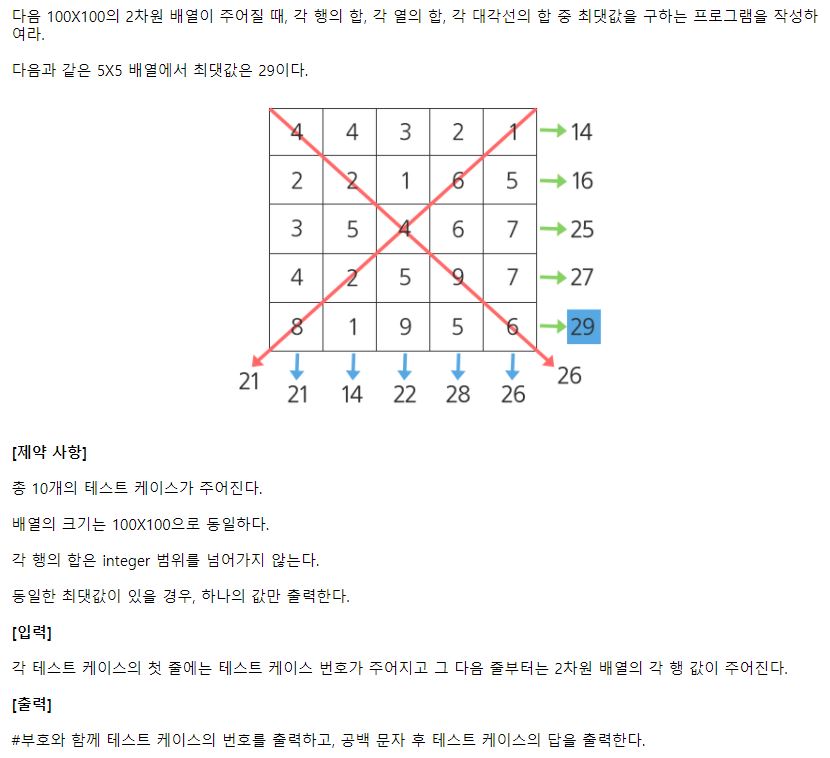 다음 100X100의 2차원 배열이 주어질 때, 각 행의 합, 각 열의 합, 각 대각선의 합 중 최댓값을 구하는 프로그램을 작성하
여라.
다음과 같은 5X5 배열에서 최댓값은 29이다.
4 4 3 2 1 14
2 2 1 6 5 16
3 5 4 6 7 25
4 2 5 9 7 27
8 1 9 5 6 29
21 21 14 22 28 26 26
[제약 사항]
총 10개의 테스트 케이스가 주어진다.
배열의 크기는 100X100으로 동일하다.
각 행의 합은 integer 범위를 넘어가지 않는다.
동일한 최댓값이 있을 경우, 하나의 값만 출력한다.
[입력]
각 테스트 케이스의 첫 줄에는 테스트 케이스 번호가 주어지고 그 다음 줄부터는 2차원 배열의 각 행 값이 주어진다.
[출력]
#부호와 함께 테스트 케이스의 번호를 출력하고, 공백 문자 후 테스트 케이스의 답을 출력한다.